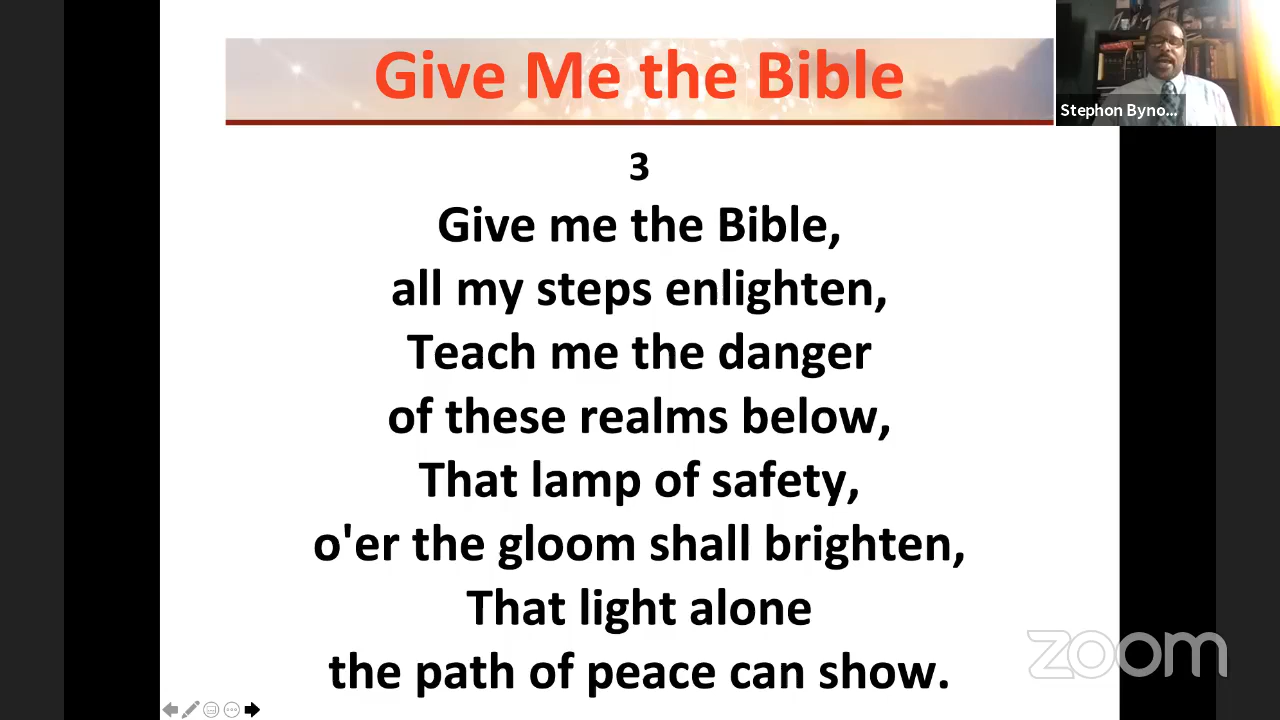 Give Me the Bible
Stephon Byno...
3
Give me the Bible,
all my steps enlighten,
Teach me the danger
of these realms below,
That lamp of safety,
o'er the gloom shall brighten,
That light alone
the path of peace can show.
zoom